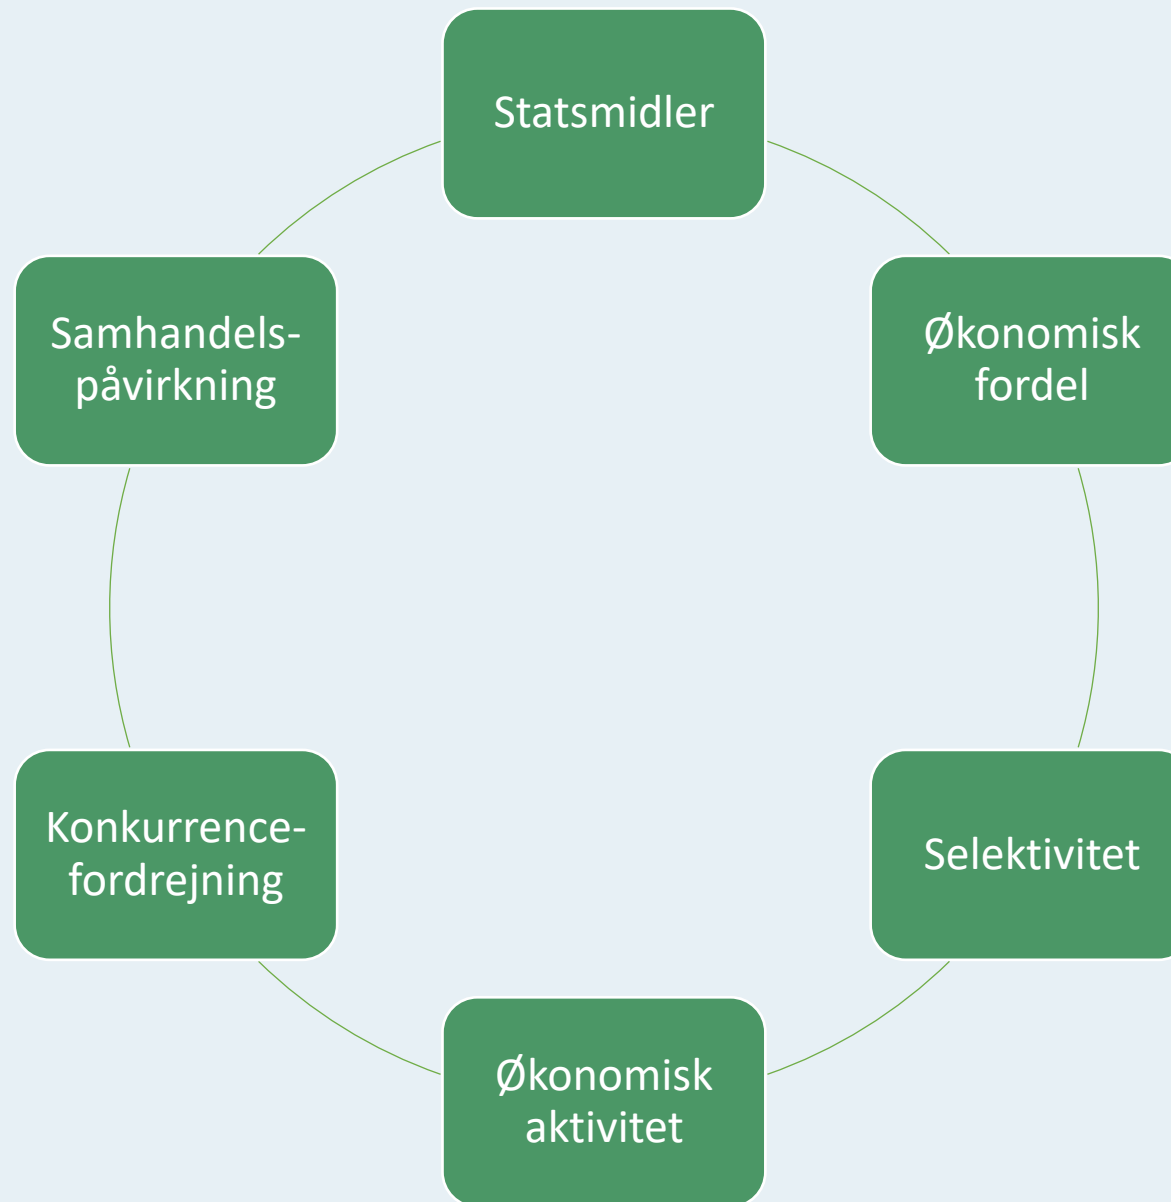 Statsmidler
Økonomisk
fordel
Selektivitet
Økonomisk
aktivitet
Konkurrence-
fordrejning
Samhandels-
påvirkning